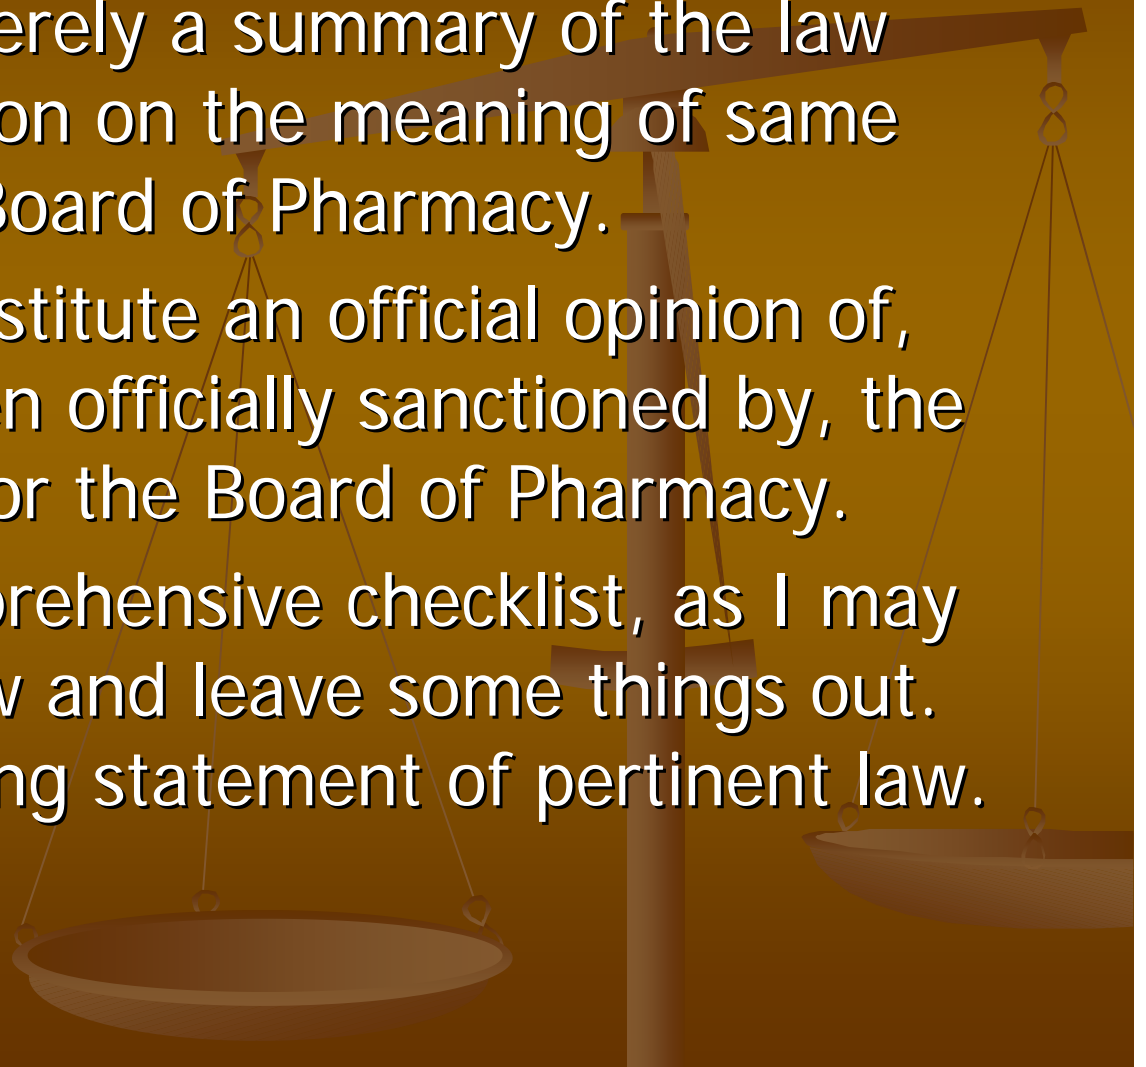 erely a summary of the law
on on the meaning of same
Board of Pharmacy.
stitute an official opinion of,
en officially sanctioned by, the
or the Board of Pharmacy.
prehensive checklist, as I may
w and leave some things out.
ng statement of pertinent law.